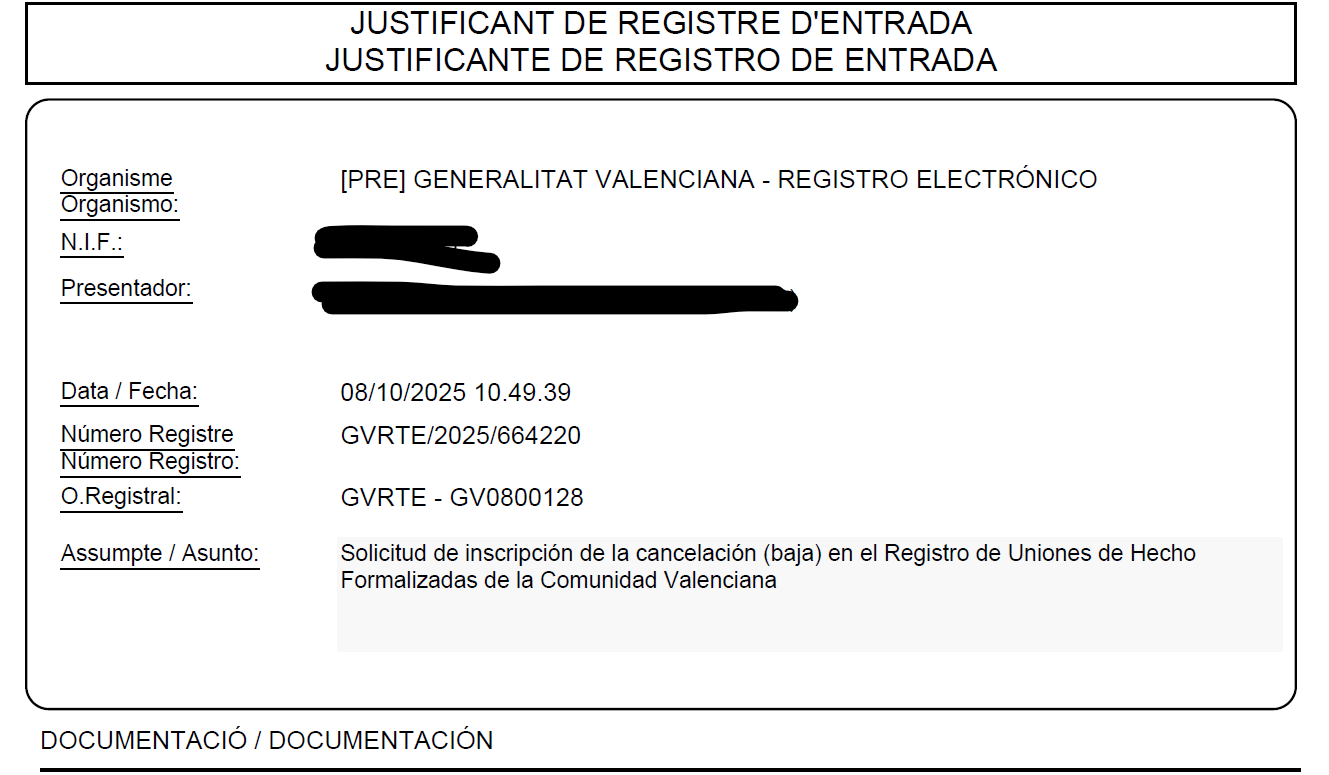 JUSTIFICANT DE REGISTRE D'ENTRADA
JUSTIFICANTE DE REGISTRO DE ENTRADA
Organisme
Organismo:
[PRE] GENERALITAT VALENCIANA - REGISTRO ELECTRÓNICO
N.I.F.:
Presentador:
Data / Fecha:
08/10/2025 10.49.39
Número Registre
Número Registro:
GVRTE/2025/664220
O.Registral:
GVRTE - GV0800128
Assumpte / Asunto:
Solicitud de inscripción de la cancelación (baja) en el Registro de Uniones de Hecho
Formalizadas de la Comunidad Valenciana
DOCUMENTACIÓ / DOCUMENTACIÓN